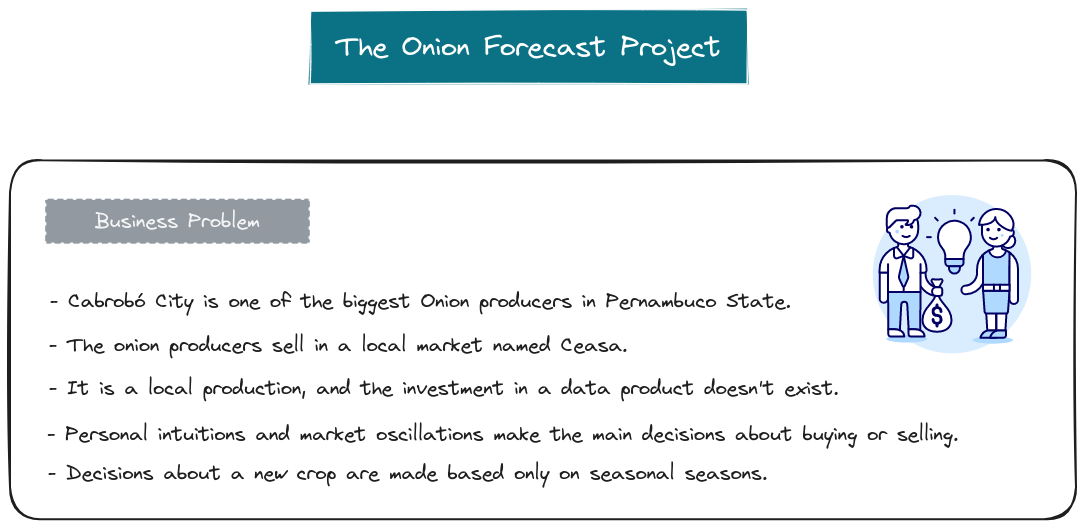 The Onion Forecast Project
Business Problem
- Cabrobó City is one of the biggest Onion producers in Pernambuco State.
- The onion producers sell in a local market named Ceasa.
- It is a local production, and the investment in a data product doesn't exist.
- Personal intuitions and market oscillations make the main decisions about buying or selling.
- Decisions about a new crop are made based only on seasonal seasons.
$